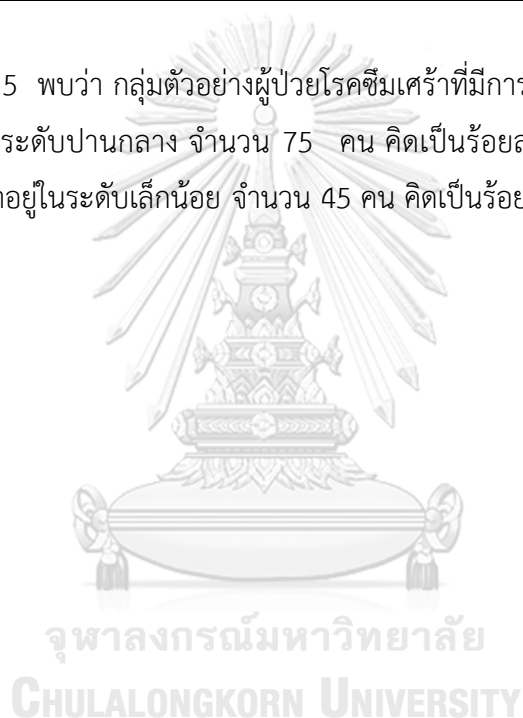 5 พบว่า กลุ่มตัวอย่างผู้ป่วยโรคซึมเศร้าที่มีการ
ระดับปานกลาง จำนวน 75 คน คิดเป็นร้อยล
อยู่ในระดับเล็กน้อย จำนวน 45 คน คิดเป็นร้อย
จุฬาลงกรณ์มหาวิทยาลัย
CHULALONGKORN UNIVERSITY